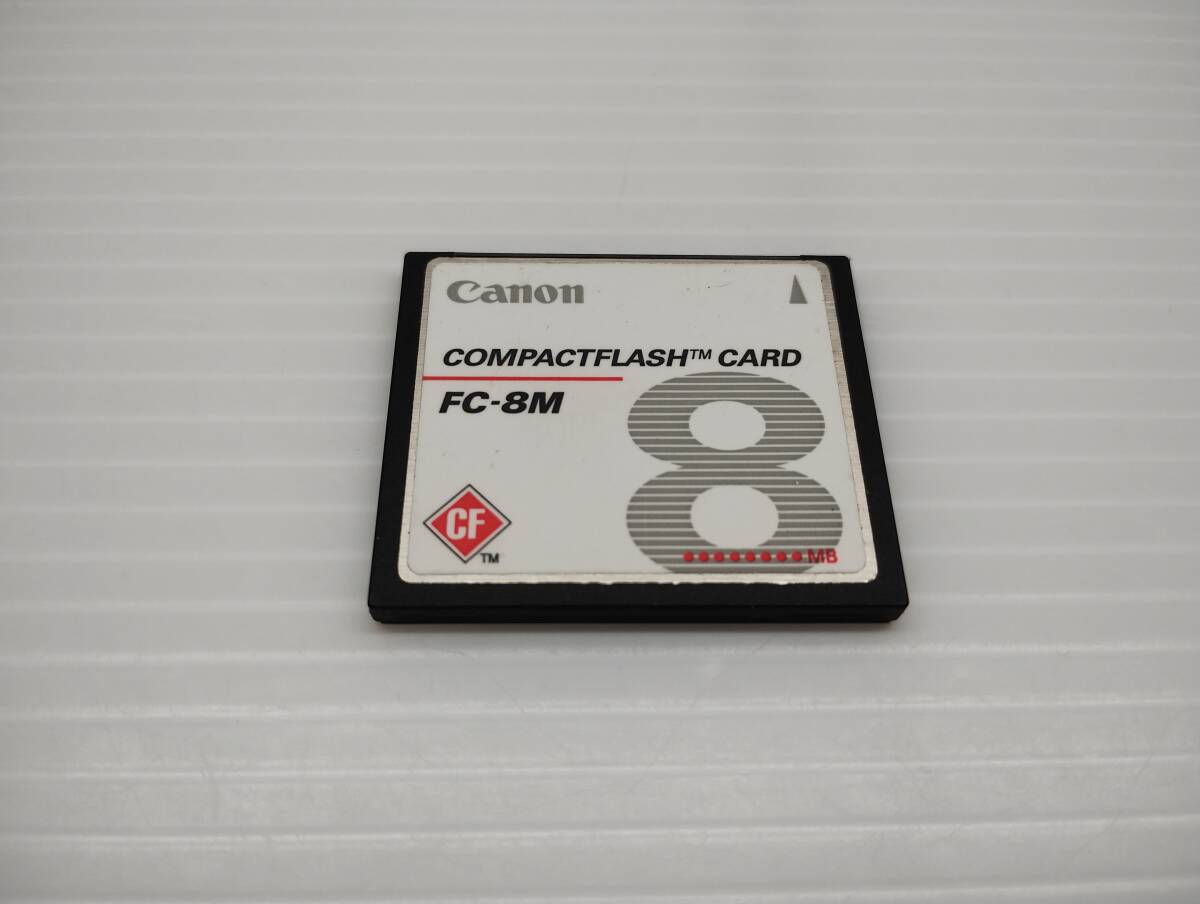 Canon
COMPACTFLASH™ CARD
FC-8M
8
CF
™
MB